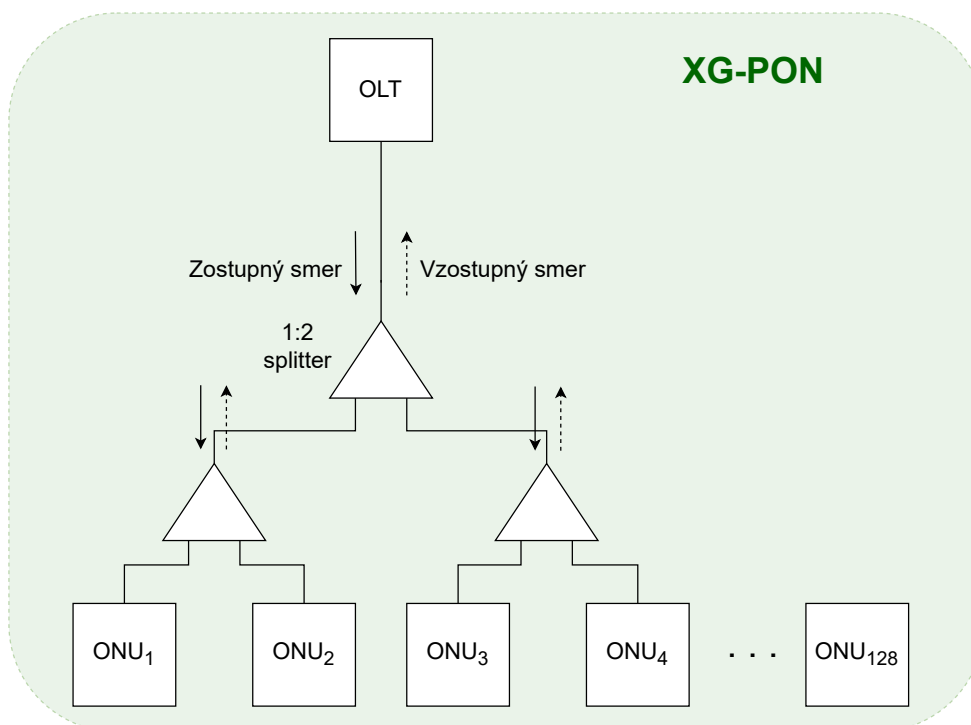 XG-PON
OLT
Zostupný smer
Vzostupný smer
1:2
splitter
ONU1
ONU2
ONU3
ONU4
. . .
ONU128